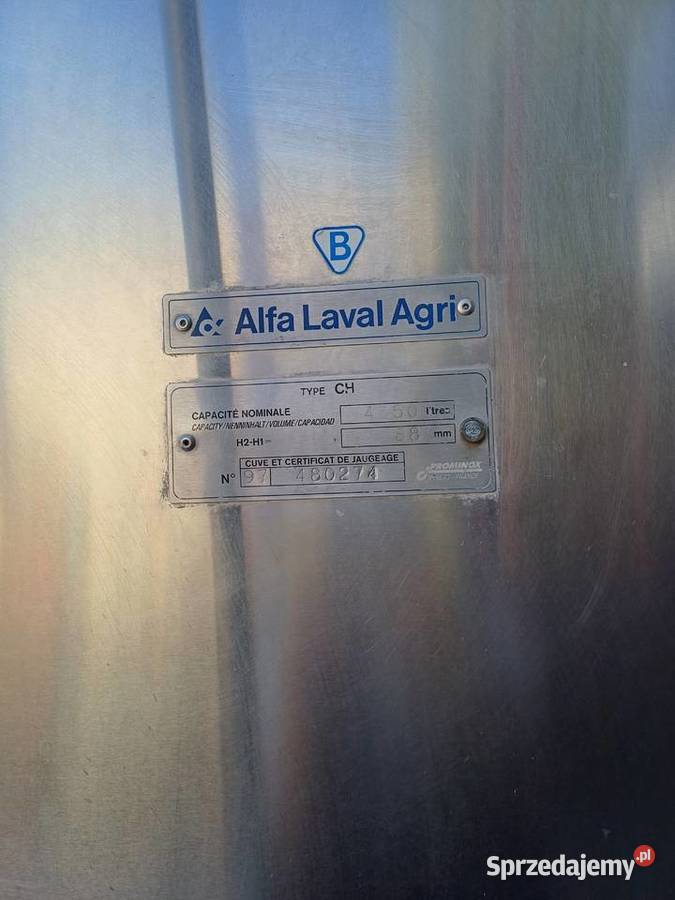 B
Alfa Laval Agri
TYPE CH
CAPACITÉ NOMINALE litres
CAPACITY/NENNINHALT/VOLUME/CAPACIDAD
H2-H1= mm
CUVE ET CERTIFICAT DE JAUGEAGE
N° 97 480274
PROMINOX
Sprzedajemy.pl